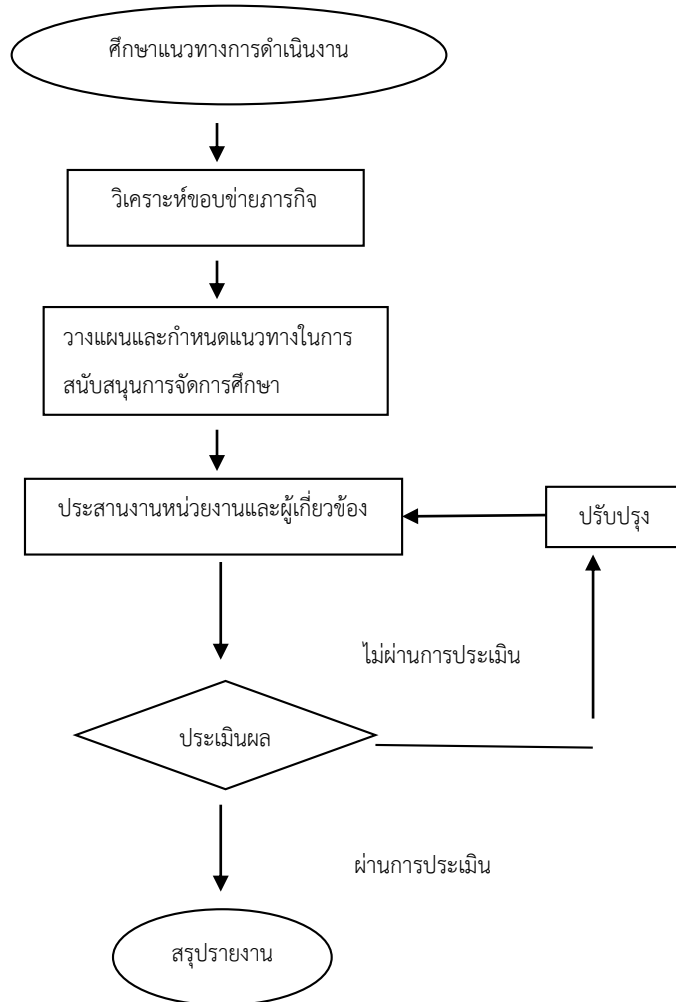 ศึกษาแนวทางการดำเนินงาน
วิเคราะห์ขอบข่ายภารกิจ
วางแผนและกำหนดแนวทางในการ
สนับสนุนการจัดการศึกษา
ประสานงานหน่วยงานและผู้เกี่ยวข้อง
ปรับปรุง
ไม่ผ่านการประเมิน
ประเมินผล
ผ่านการประเมิน
สรุปรายงาน